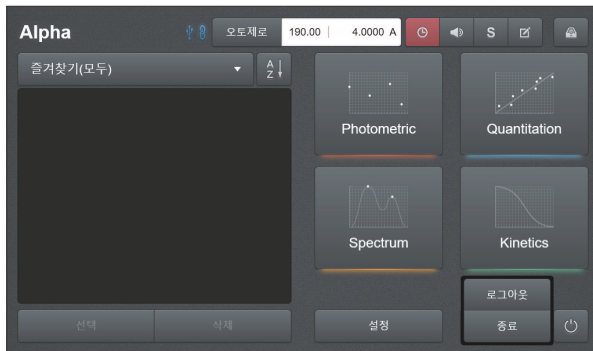 Alpha
오토제로
190.00
4.0000 A
S
즐겨찾기(모두)
A
Z
Photometric
Quantitation
Spectrum
Kinetics
로그아웃
선택
삭제
설정
종료